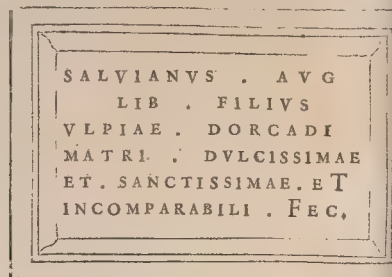 SALVIANVS . AVG
LIB . FILIVS
VLPIAE . DORCADI
MATRI . DVLCISSIMAE
ET . SANCTISSIMAE . eT
INCOMPARABILI . FEC.